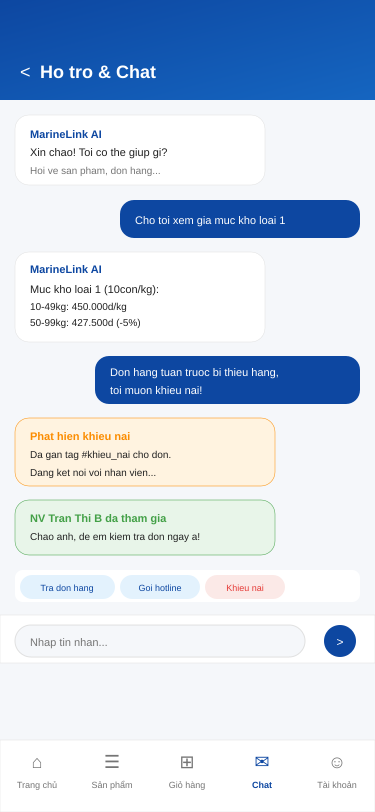 < Ho tro & Chat
MarineLink AI
Xin chao! Toi co the giup gi?
Hoi ve san pham, don hang...
Cho toi xem gia muc kho loai 1
MarineLink AI
Muc kho loai 1 (10con/kg):
10-49kg: 450.000d/kg
50-99kg: 427.500d (-5%)
Don hang tuan truoc bi thieu hang,
toi muon khieu nai!
Phat hien khieu nai
Da gan tag #khieu_nai cho don.
Dang ket noi voi nhan vien...
NV Tran Thi B da tham gia
Chao anh, de em kiem tra don ngay a!
Tra don hang Goi hotline Khieu nai
Nhap tin nhan... >
Trang chủ Sản phẩm Giỏ hàng Chat Tài khoản